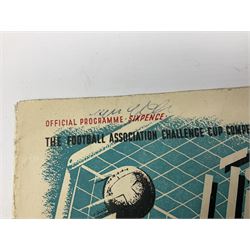 OFFICIAL PROGRAMME · SIXPENCE
THE FOOTBALL ASSOCIATION CHALLENGE CUP COMPE